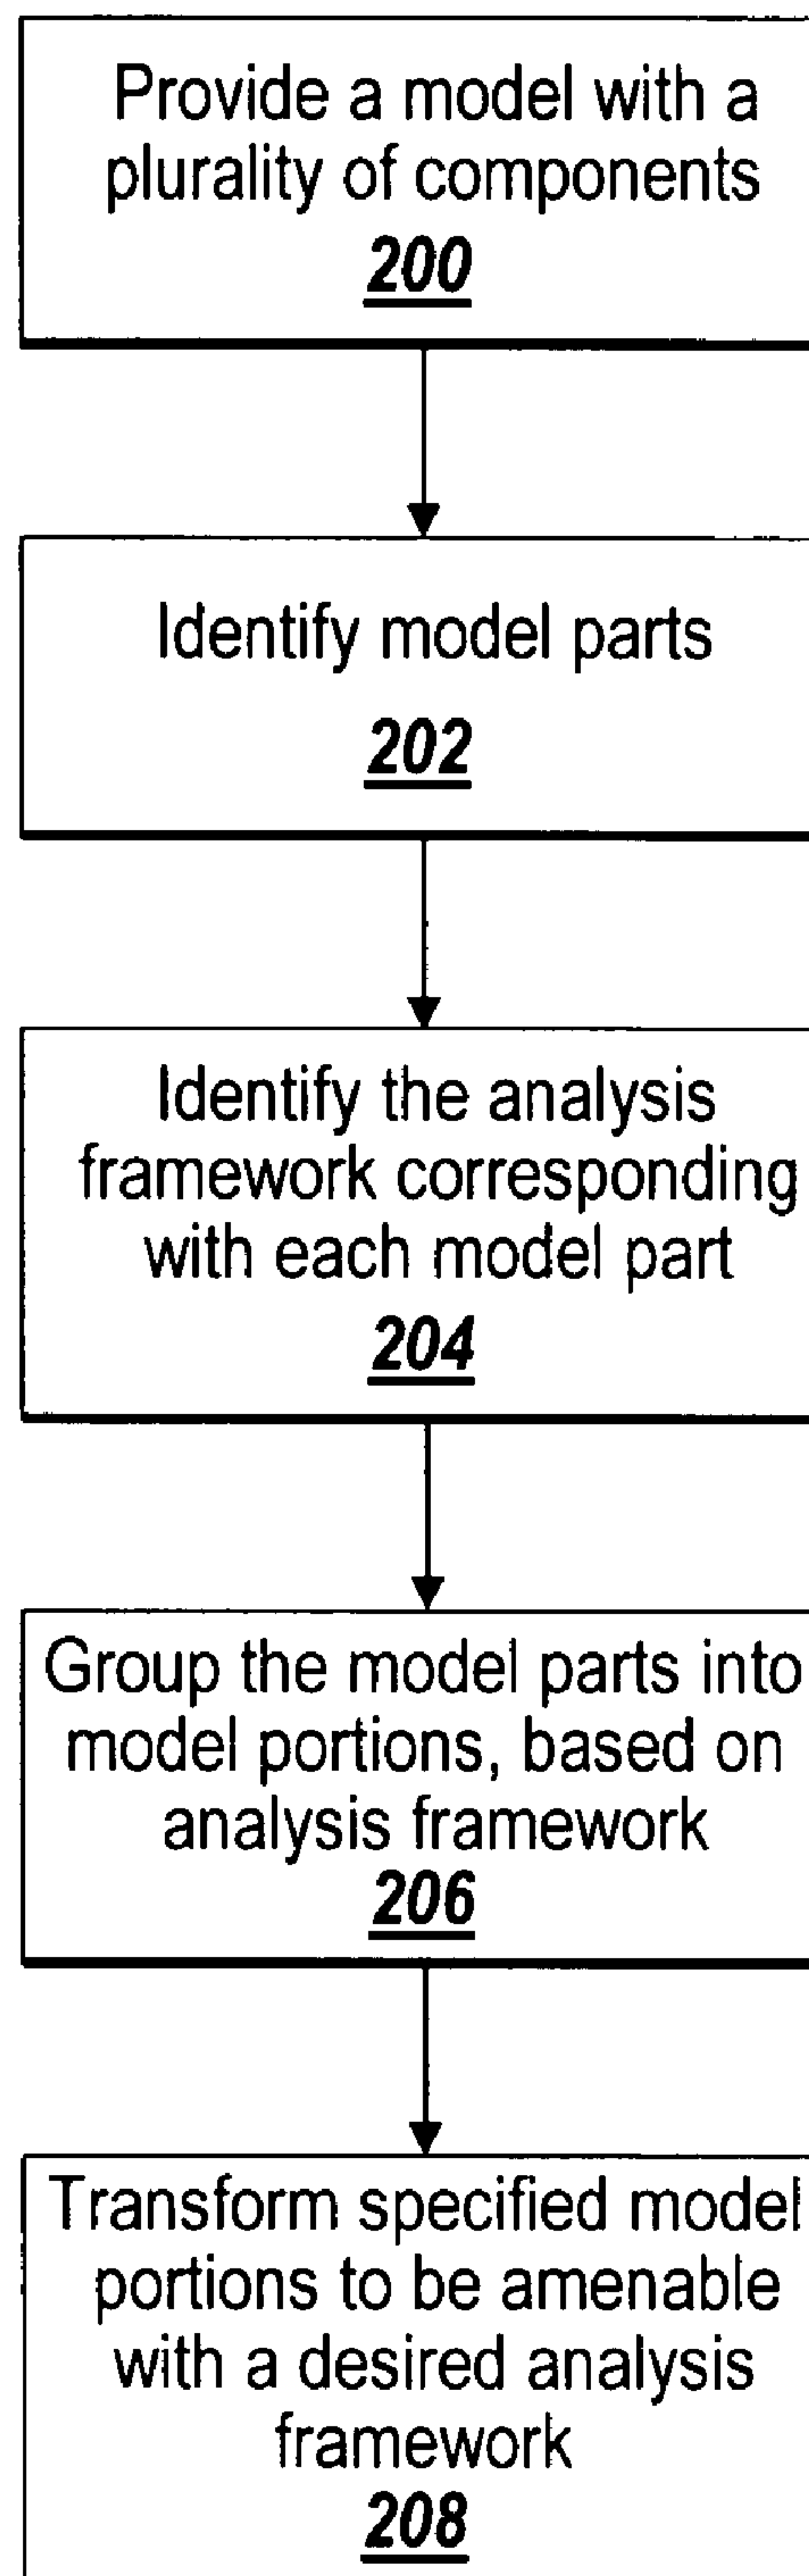 Provide a model with a
plurality of components
200
Identify model parts
202
Identify the analysis
framework corresponding
with each model part
204
Group the model parts into
model portions, based on
analysis framework
206
Transform specified model
portions to be amenable
with a desired analysis
framework
208